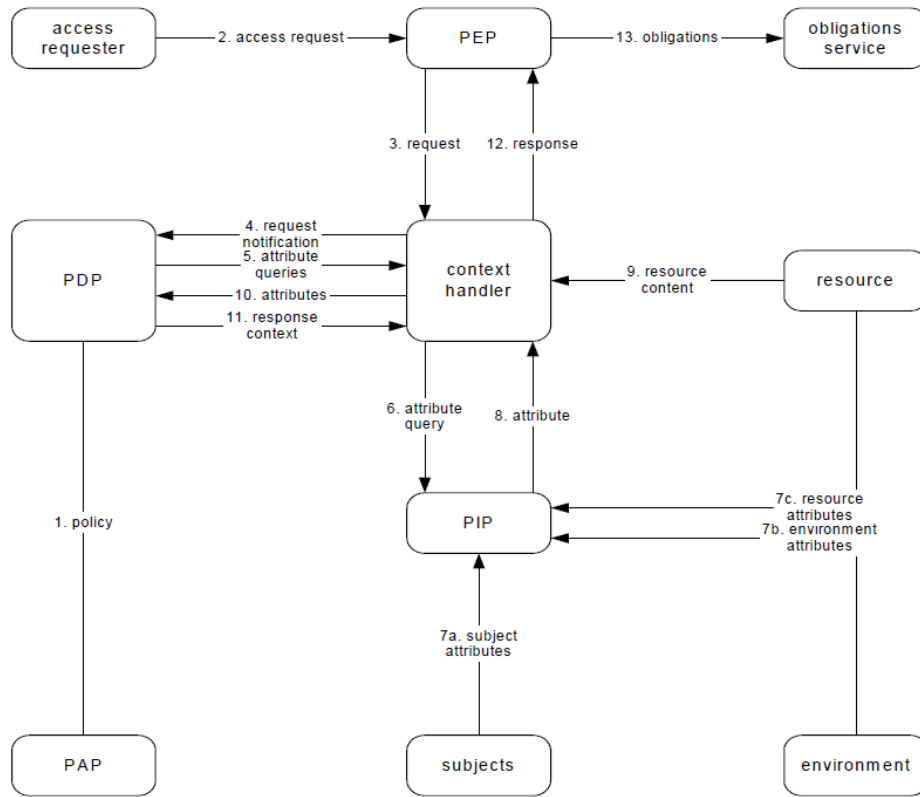 access
requester
2. access request
PEP
13. obligations
obligations
service
3. request
12. response
PDP
4. request
notification
5. attribute
queries
10. attributes
11. response
context
context
handler
9. resource
content
resource
6. attribute
query
8. attribute
1. policy
PIP
7c. resource
attributes
7b. environment
attributes
7a. subject
attributes
PAP
subjects
environment